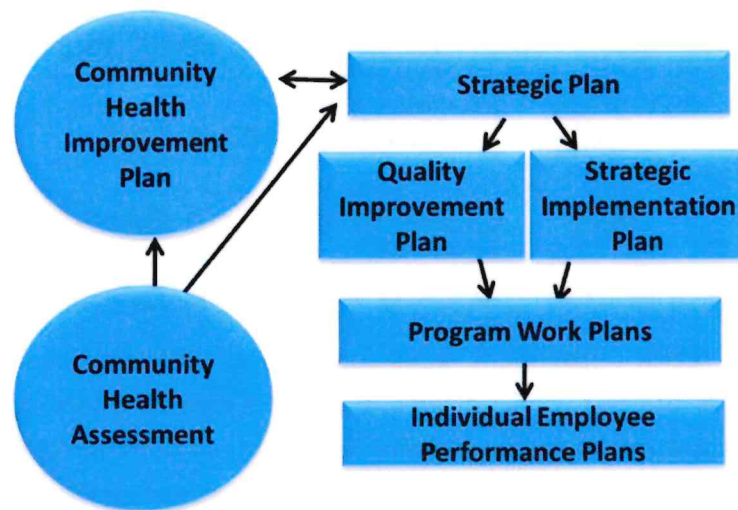 Community
Health
Improvement
Plan
Strategic Plan
Quality
Improvement
Plan
Strategic
Implementation
Plan
Community
Health
Assessment
Program Work Plans
Individual Employee
Performance Plans